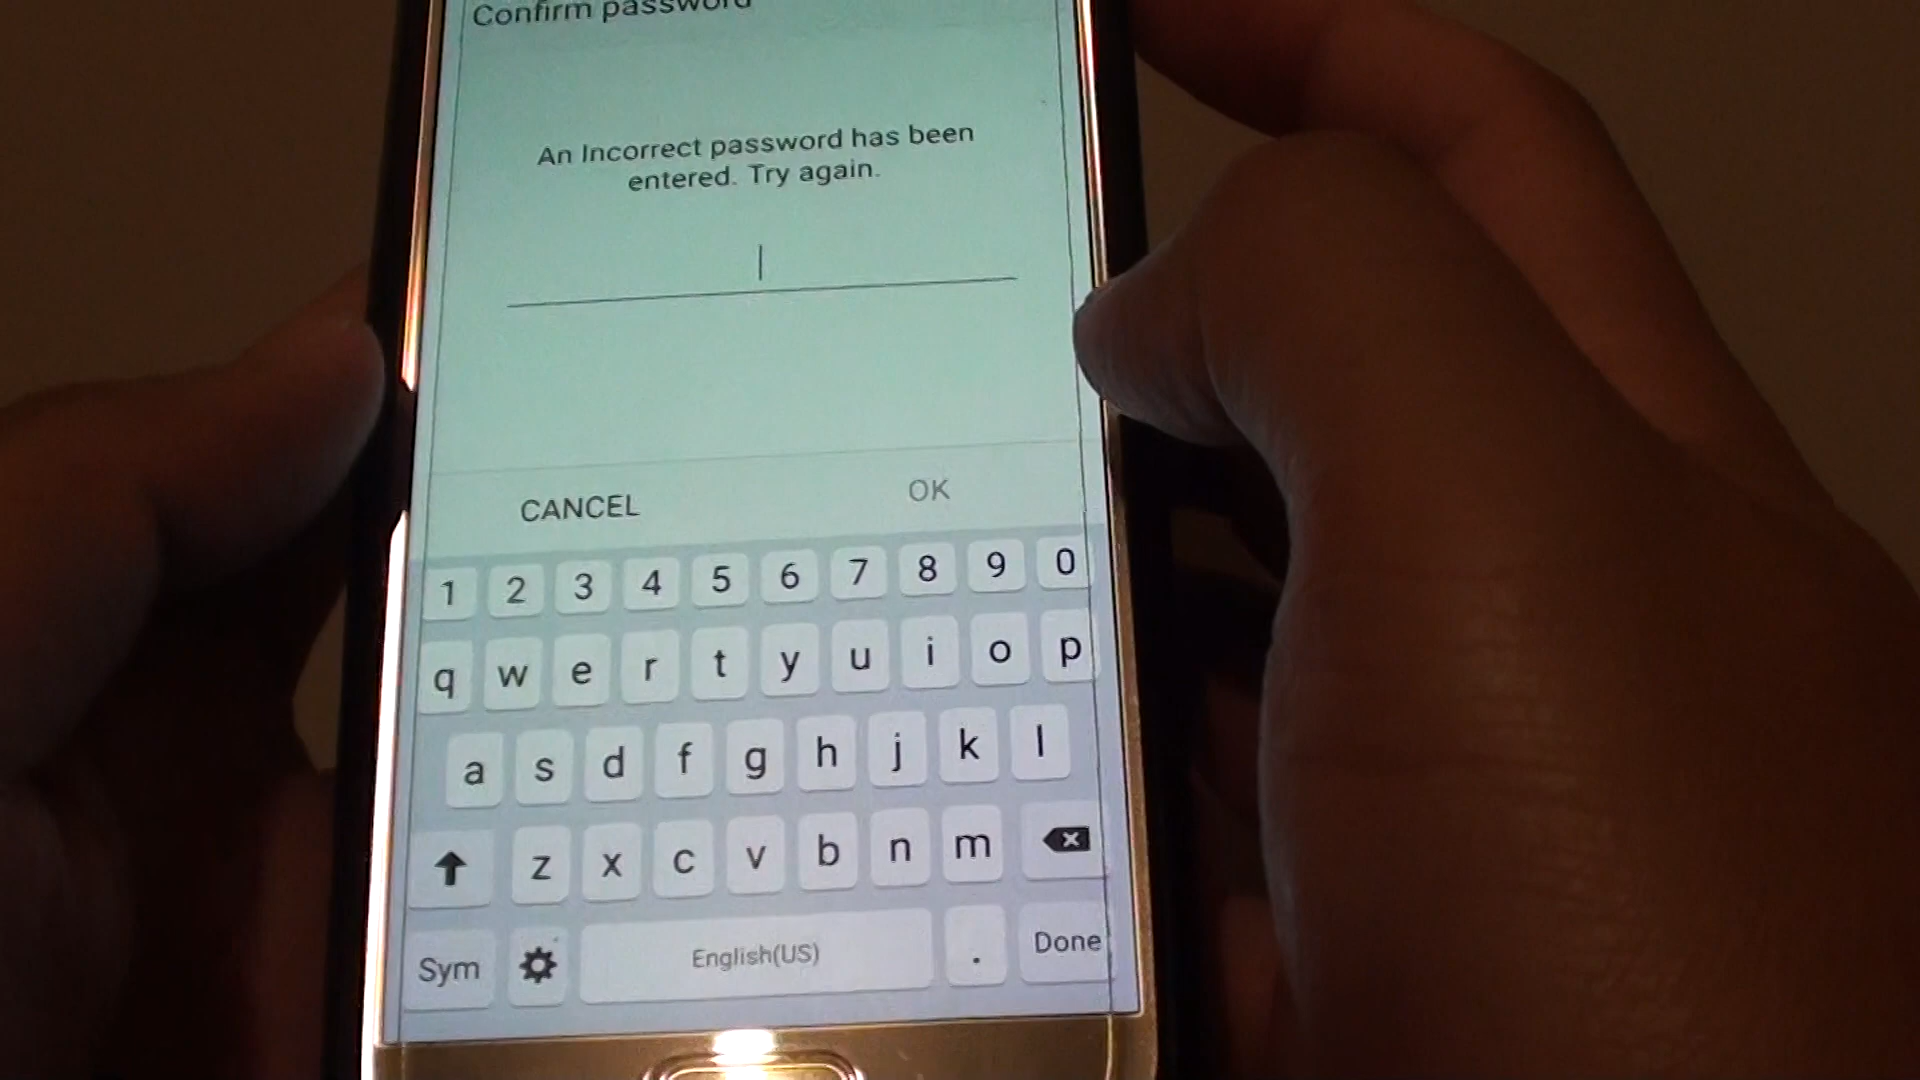 Confirm password
An Incorrect password has been
entered. Try again.
CANCEL OK
1 2 3 4 5 6 7 8 9 0
q w e r t y u i o p
a s d f g h j k l
z x c v b n m
Sym English(US) . Done